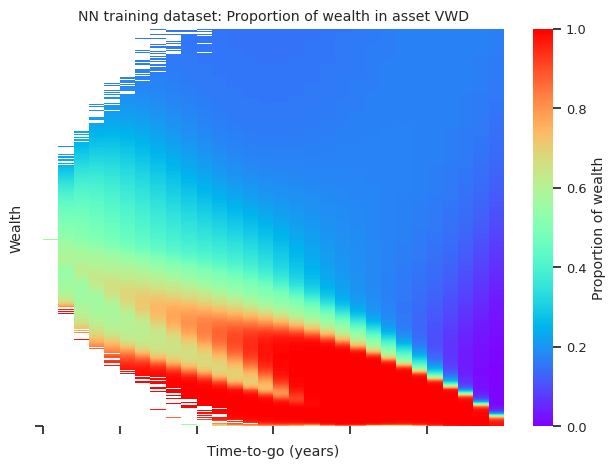 NN training dataset: Proportion of wealth in asset VWD
Wealth
Time-to-go (years)
1.0
0.8
0.6
0.4
0.2
0.0
Proportion of wealth